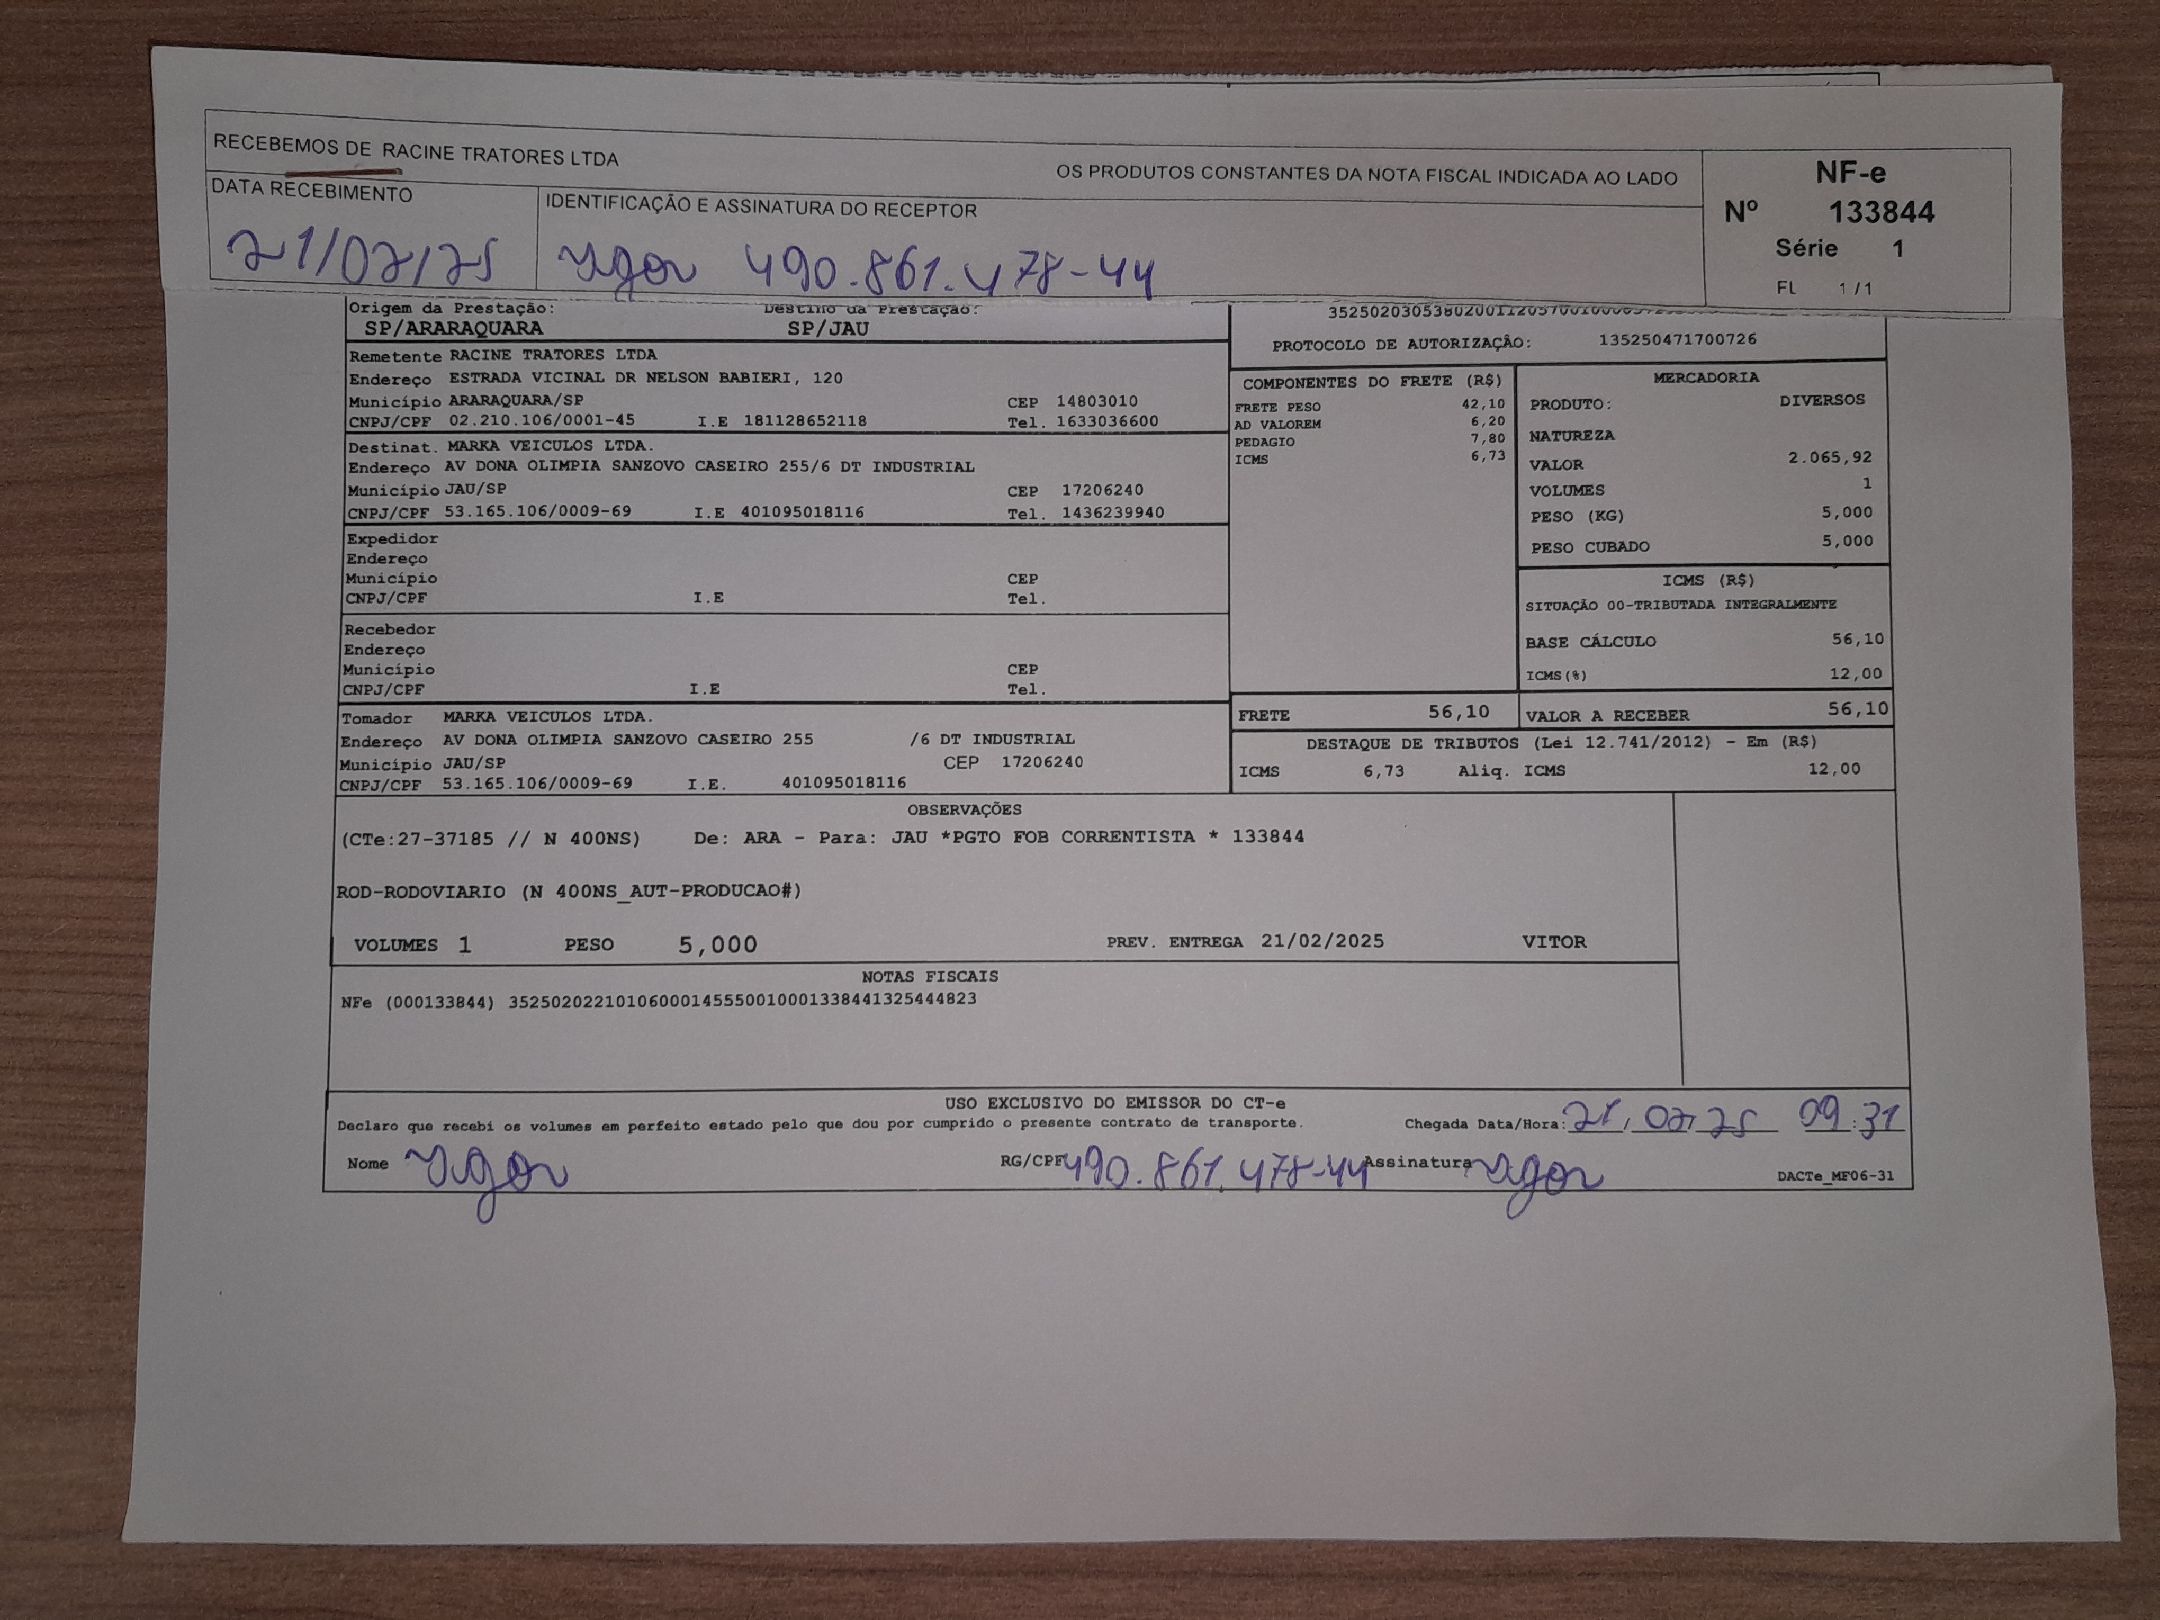 RECEBEMOS DE RACINE TRATORES LTDA OS PRODUTOS CONSTANTES DA NOTA FISCAL INDICADA AO LADO
NF-e
Nº 133844
Série 1
FL 1 / 1
DATA RECEBIMENTO
21/02/25
IDENTIFICAÇÃO E ASSINATURA DO RECEPTOR
Ygor 490.861.478-44
Origem da Prestação: Destino da Prestação:
SP/ARARAQUARA SP/JAU
PROTOCOLO DE AUTORIZAÇÃO: 135250471700726
Remetente RACINE TRATORES LTDA
Endereço ESTRADA VICINAL DR NELSON BABIERI, 120
Município ARARAQUARA/SP CEP 14803010
CNPJ/CPF 02.210.106/0001-45 I.E 181128652118 Tel. 1633036600
Destinat. MARKA VEICULOS LTDA.
Endereço AV DONA OLIMPIA SANZOVO CASEIRO 255/6 DT INDUSTRIAL
Município JAU/SP CEP 17206240
CNPJ/CPF 53.165.106/0009-69 I.E 401095018116 Tel. 1436239940
Expedidor
Endereço
Município CEP
CNPJ/CPF I.E Tel.
Recebedor
Endereço
Município CEP
CNPJ/CPF I.E Tel.
Tomador MARKA VEICULOS LTDA.
Endereço AV DONA OLIMPIA SANZOVO CASEIRO 255 /6 DT INDUSTRIAL
Município JAU/SP CEP 17206240
CNPJ/CPF 53.165.106/0009-69 I.E. 401095018116
COMPONENTES DO FRETE (R$)
FRETE PESO 42,10
AD VALOREM 6,20
PEDAGIO 7,80
ICMS 6,73
MERCADORIA
PRODUTO: DIVERSOS
NATUREZA
VALOR 2.065,92
VOLUMES 1
PESO (KG) 5,000
PESO CUBADO 5,000
ICMS (R$)
SITUAÇÃO 00-TRIBUTADA INTEGRALMENTE
BASE CÁLCULO 56,10
ICMS(%) 12,00
FRETE 56,10 VALOR A RECEBER 56,10
DESTAQUE DE TRIBUTOS (Lei 12.741/2012) - Em (R$)
ICMS 6,73 Aliq. ICMS 12,00
OBSERVAÇÕES
(CTe:27-37185 // N 400NS) De: ARA - Para: JAU *PGTO FOB CORRENTISTA * 133844
ROD-RODOVIARIO (N 400NS_AUT-PRODUCAO#)
VOLUMES 1 PESO 5,000 PREV. ENTREGA 21/02/2025 VITOR
NOTAS FISCAIS
NFe (000133844) 35250202210106000145550010001338441325444823
USO EXCLUSIVO DO EMISSOR DO CT-e
Declaro que recebi os volumes em perfeito estado pelo que dou por cumprido o presente contrato de transporte. Chegada Data/Hora: 21/02/25 09:31
Nome Ygor RG/CPF 490.861.478-44 Assinatura Ygor
DACTe_MF06-31